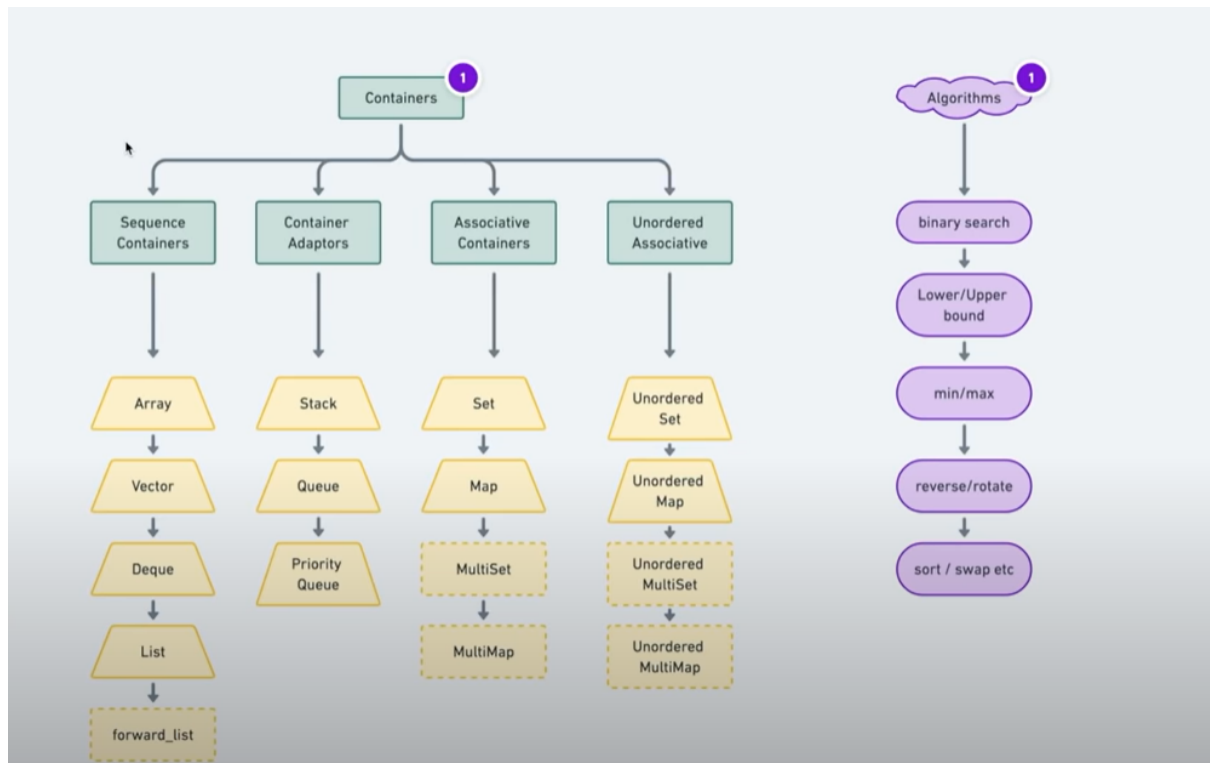 Containers
1
Algorithms
1
Sequence
Containers
Container
Adaptors
Associative
Containers
Unordered
Associative
binary search
Lower/Upper
bound
Array
Stack
Set
Unordered
Set
min/max
Vector
Queue
Map
Unordered
Map
reverse/rotate
Deque
Priority
Queue
MultiSet
Unordered
MultiSet
sort / swap etc
List
MultiMap
Unordered
MultiMap
forward_list